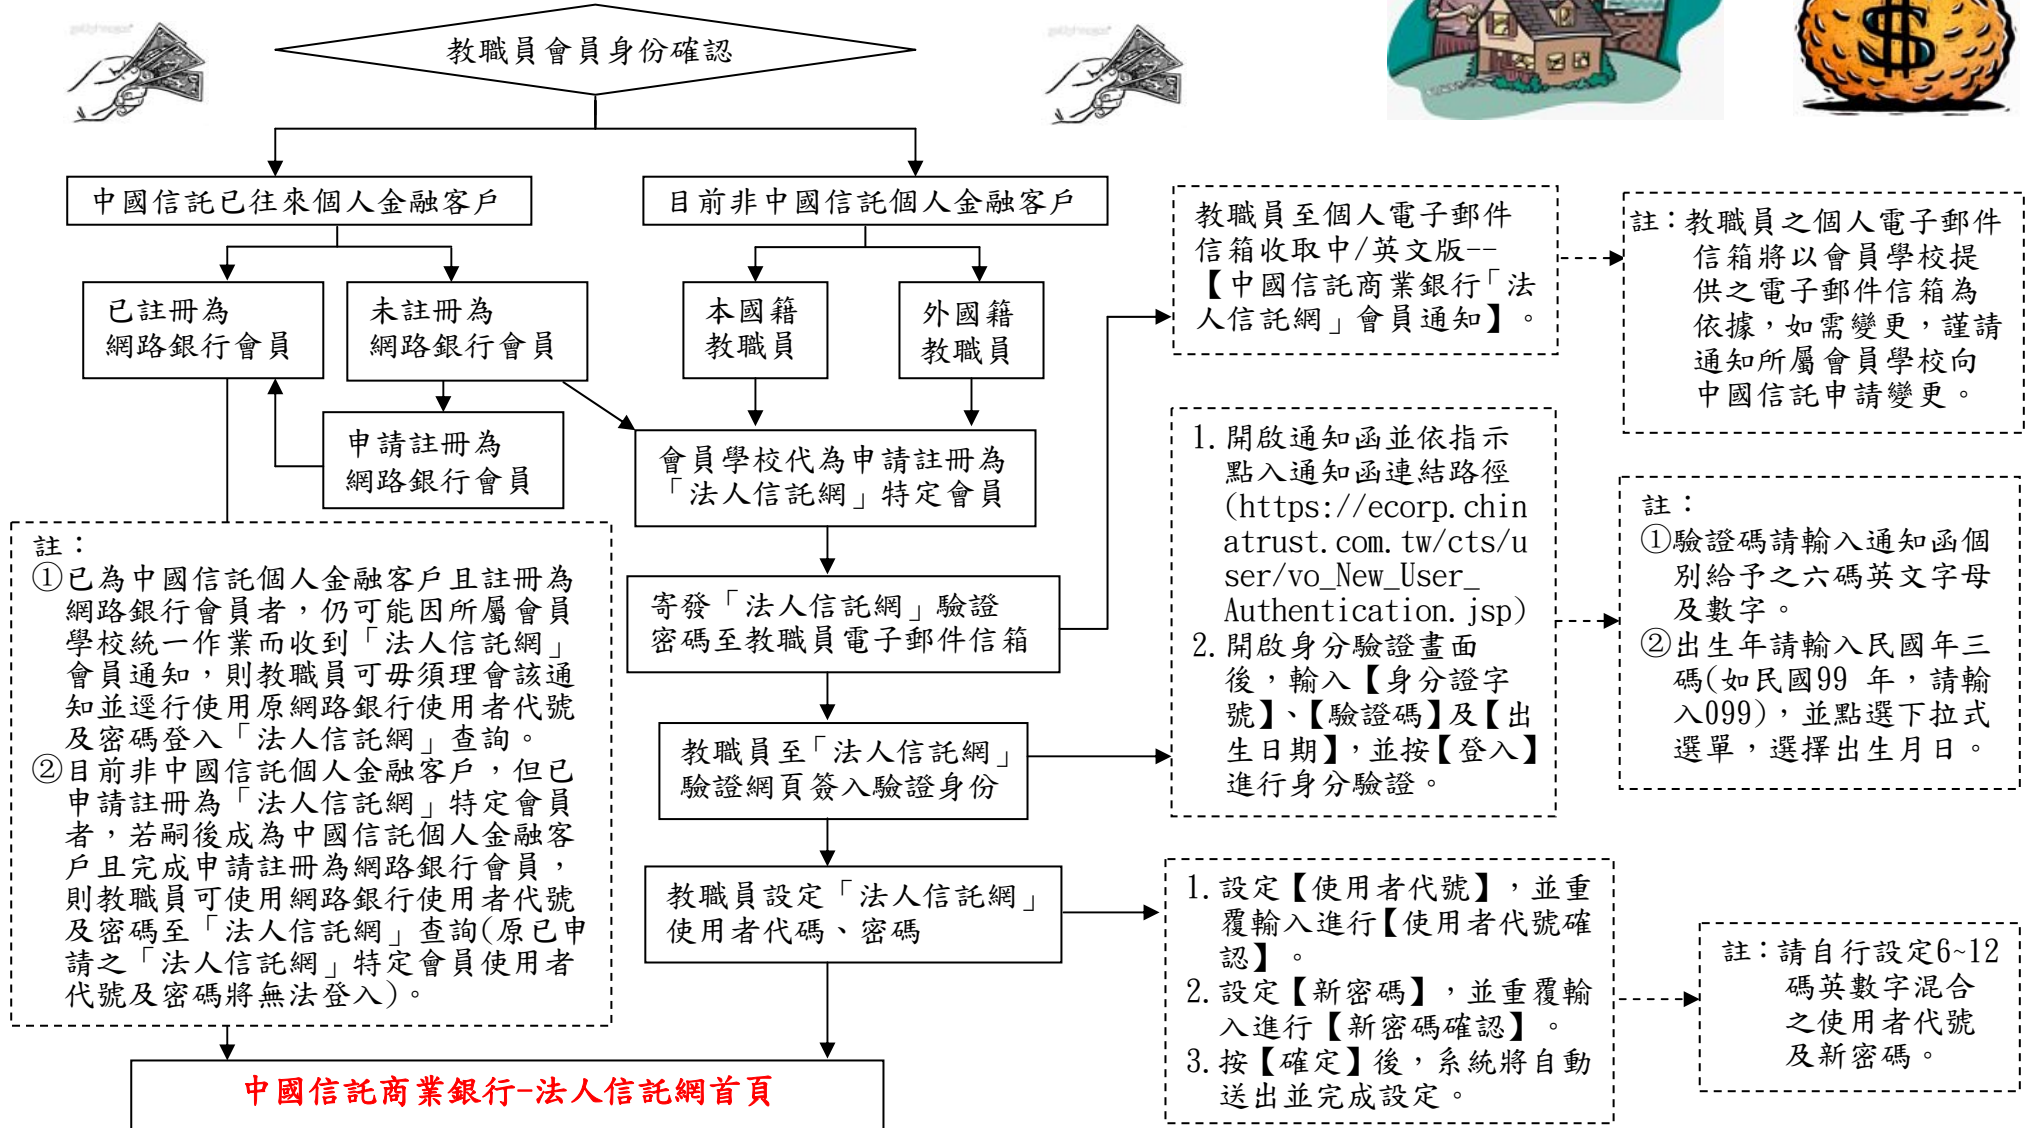 教職員會員身份確認
中國信託已往來個人金融客戶
目前非中國信託個人金融客戶
已註冊為
網路銀行會員
未註冊為
網路銀行會員
本國籍
教職員
外國籍
教職員
申請註冊為
網路銀行會員
會員學校代為申請註冊為
「法人信託網」特定會員
註：
①已為中國信託個人金融客戶且註冊為
網路銀行會員者，仍可能因所屬會員
學校統一作業而收到「法人信託網」
會員通知，則教職員可毋須理會該通
知並逕行使用原網路銀行使用者代號
及密碼登入「法人信託網」查詢。
②目前非中國信託個人金融客戶，但已
申請註冊為「法人信託網」特定會員
者，若嗣後成為中國信託個人金融客
戶且完成申請註冊為網路銀行會員，
則教職員可使用網路銀行使用者代號
及密碼至「法人信託網」查詢(原已申
請之「法人信託網」特定會員使用者
代號及密碼將無法登入)。
寄發「法人信託網」驗證
密碼至教職員電子郵件信箱
教職員至「法人信託網」
驗證網頁簽入驗證身份
教職員設定「法人信託網」
使用者代碼、密碼
中國信託商業銀行-法人信託網首頁
教職員至個人電子郵件
信箱收取中/英文版--
【中國信託商業銀行「法
人信託網」會員通知】。
註：教職員之個人電子郵件
信箱將以會員學校提
供之電子郵件信箱為
依據，如需變更，謹請
通知所屬會員學校向
中國信託申請變更。
1.開啟通知函並依指示
點入通知函連結路徑
(https://ecorp.chin
atrust.com.tw/cts/u
ser/vo_New_User_
Authentication.jsp)
2.開啟身分驗證畫面
後，輸入【身分證字
號】、【驗證碼】及【出
生日期】，並按【登入】
進行身分驗證。
註：
①驗證碼請輸入通知函個
別給予之六碼英文字母
及數字。
②出生年請輸入民國年三
碼(如民國99 年，請輸
入099)，並點選下拉式
選單，選擇出生月日。
1.設定【使用者代號】，並重
覆輸入進行【使用者代號確
認】。
2.設定【新密碼】，並重覆輸
入進行【新密碼確認】。
3.按【確定】後，系統將自動
送出並完成設定。
註：請自行設定6~12
碼英數字混合
之使用者代號
及新密碼。